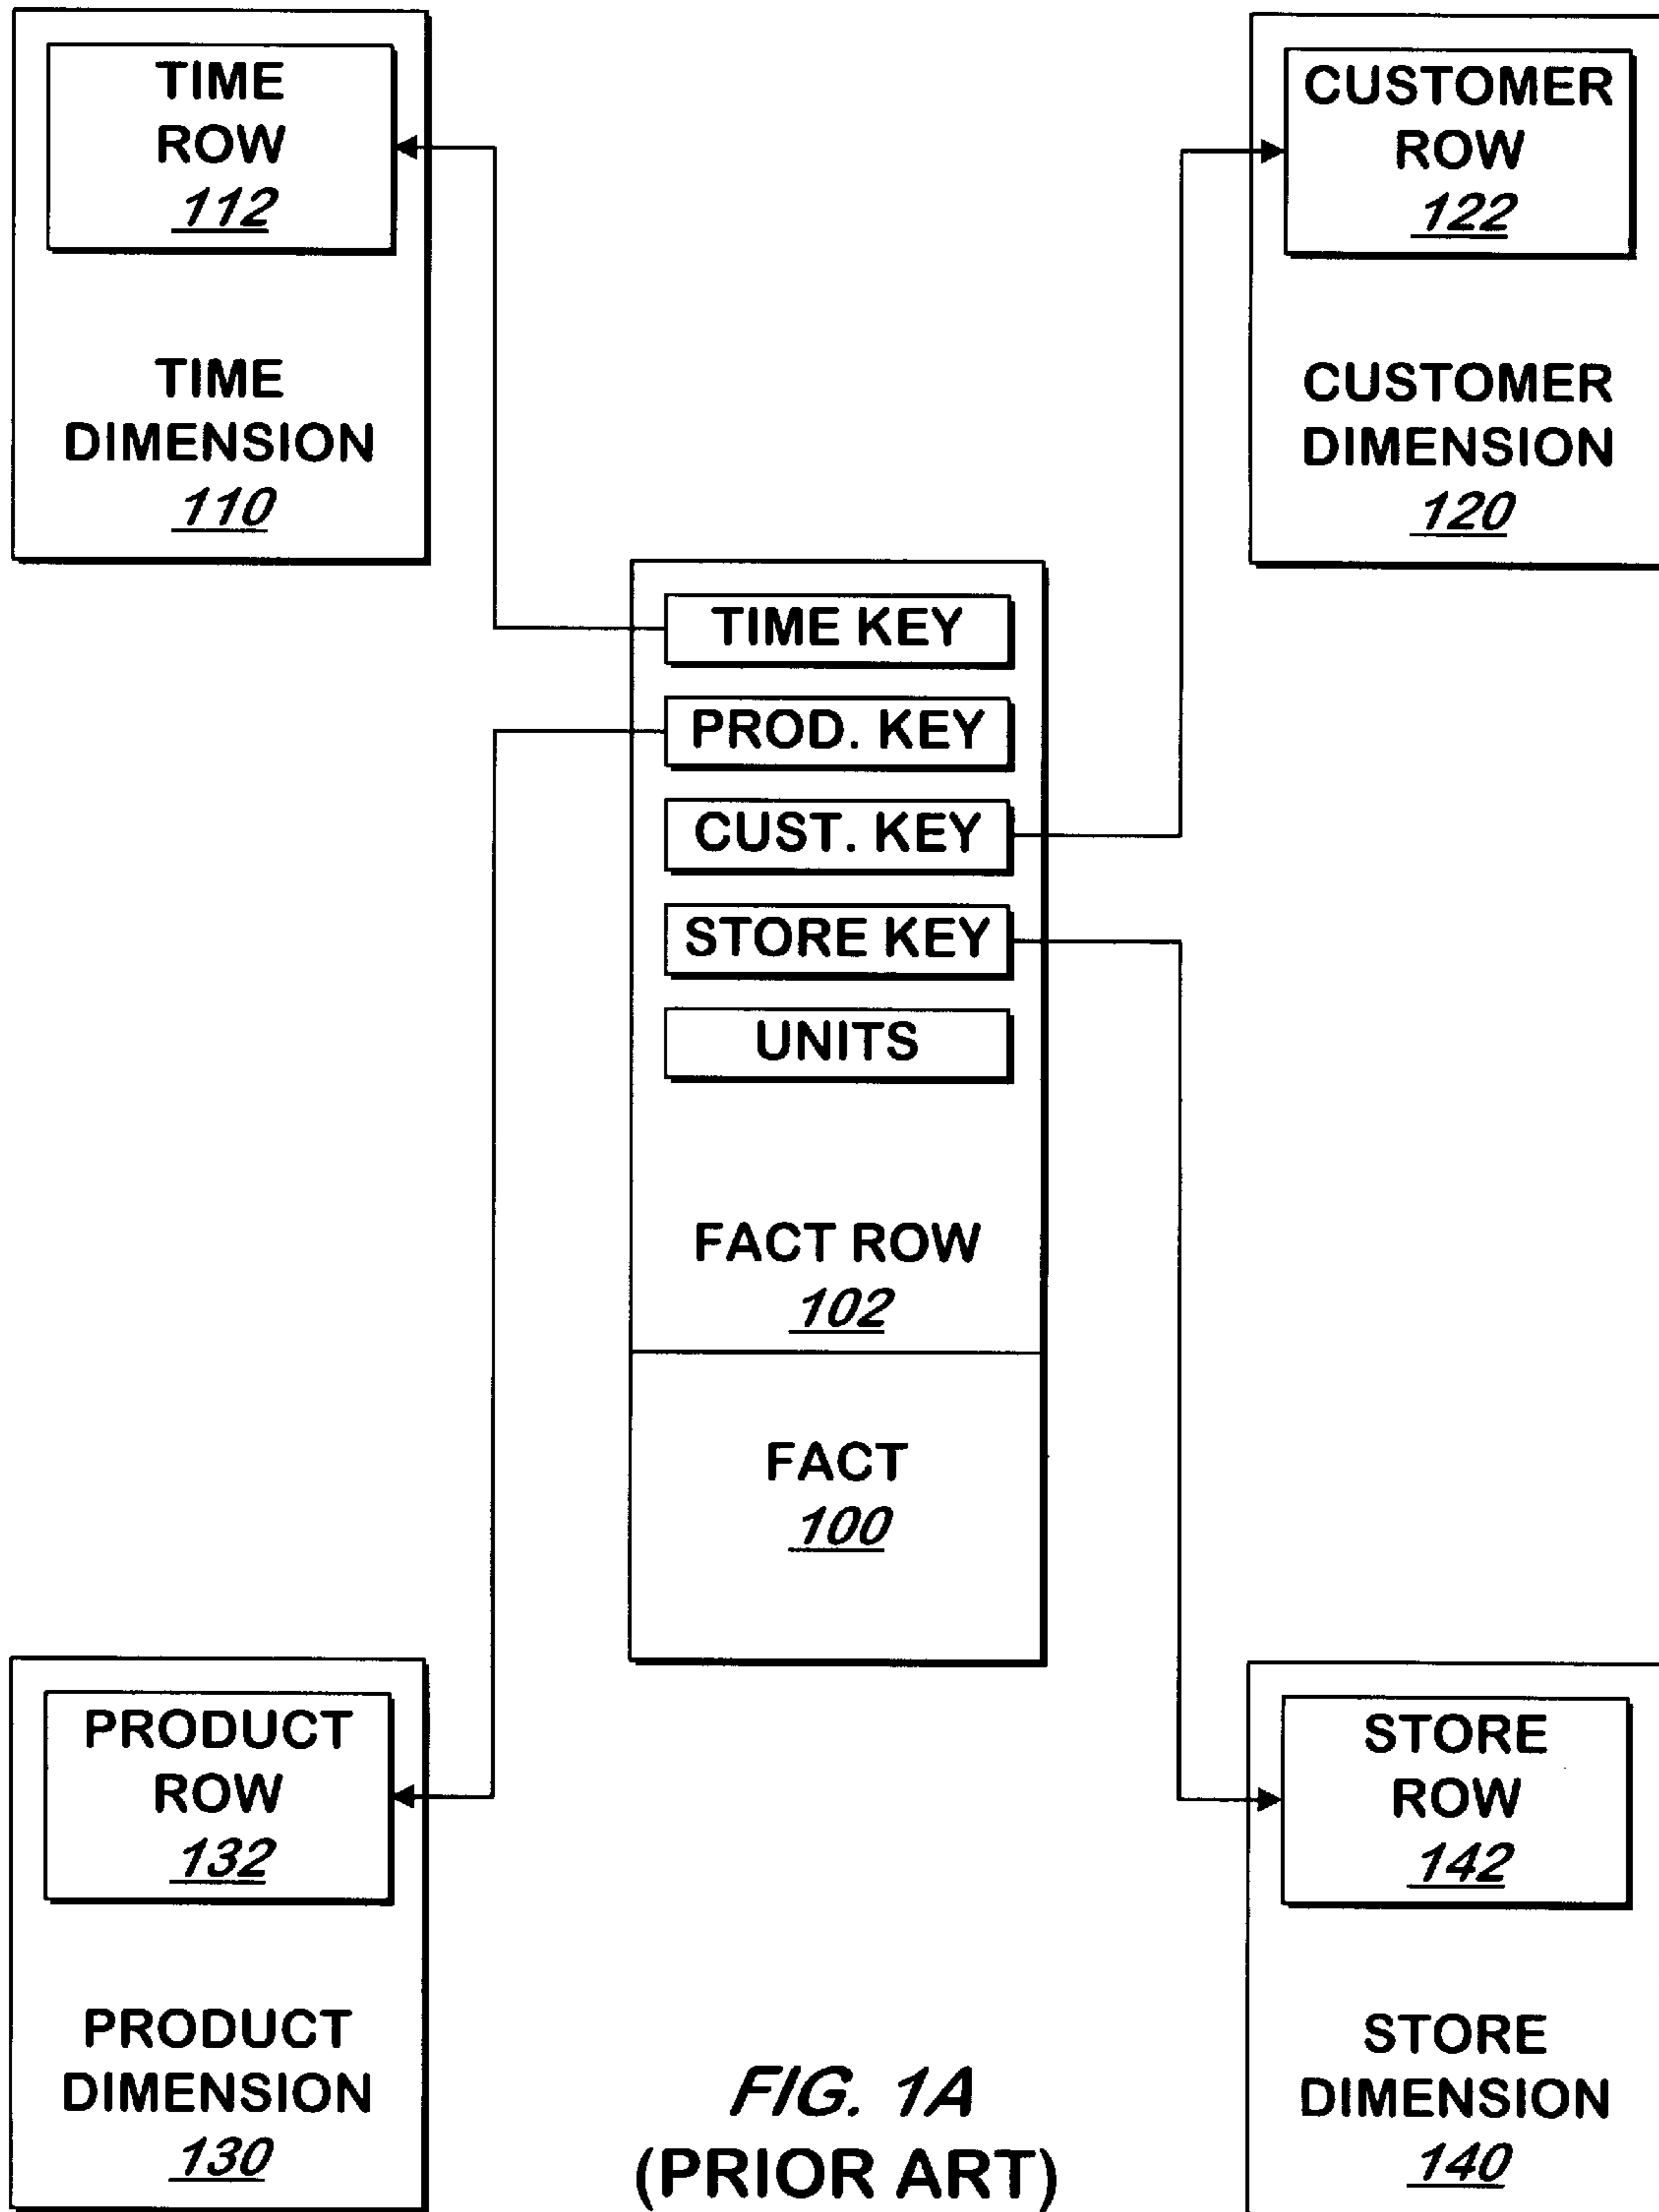 TIME
ROW
112
TIME
DIMENSION
110
CUSTOMER
ROW
122
CUSTOMER
DIMENSION
120
TIME KEY
PROD. KEY
CUST. KEY
STORE KEY
UNITS
FACT ROW
102
FACT
100
PRODUCT
ROW
132
PRODUCT
DIMENSION
130
STORE
ROW
142
STORE
DIMENSION
140
FIG. 1A
(PRIOR ART)